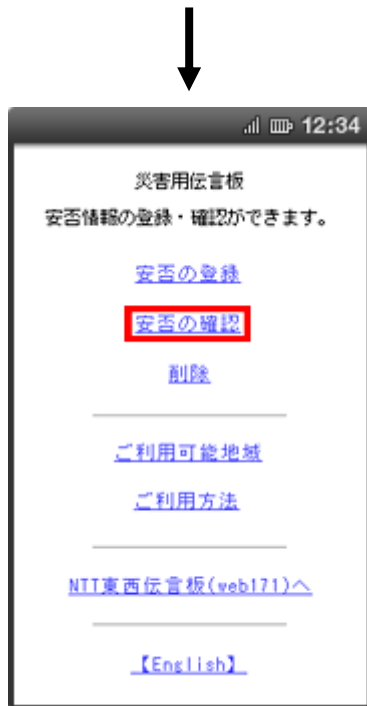 12:34
災害用伝言板
安否情報の登録・確認ができます。
安否の登録
安否の確認
削除
ご利用可能地域
ご利用方法
NTT東西伝言板(web171)へ
【English】